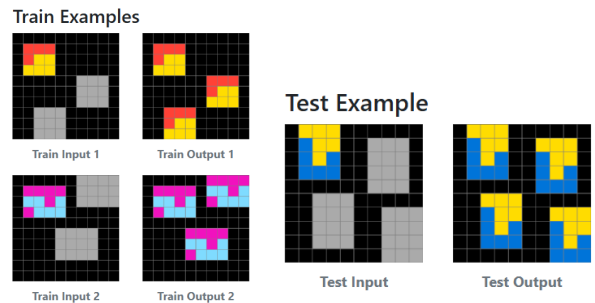 Train Examples
Train Input 1
Train Output 1
Train Input 2
Train Output 2
Test Example
Test Input
Test Output